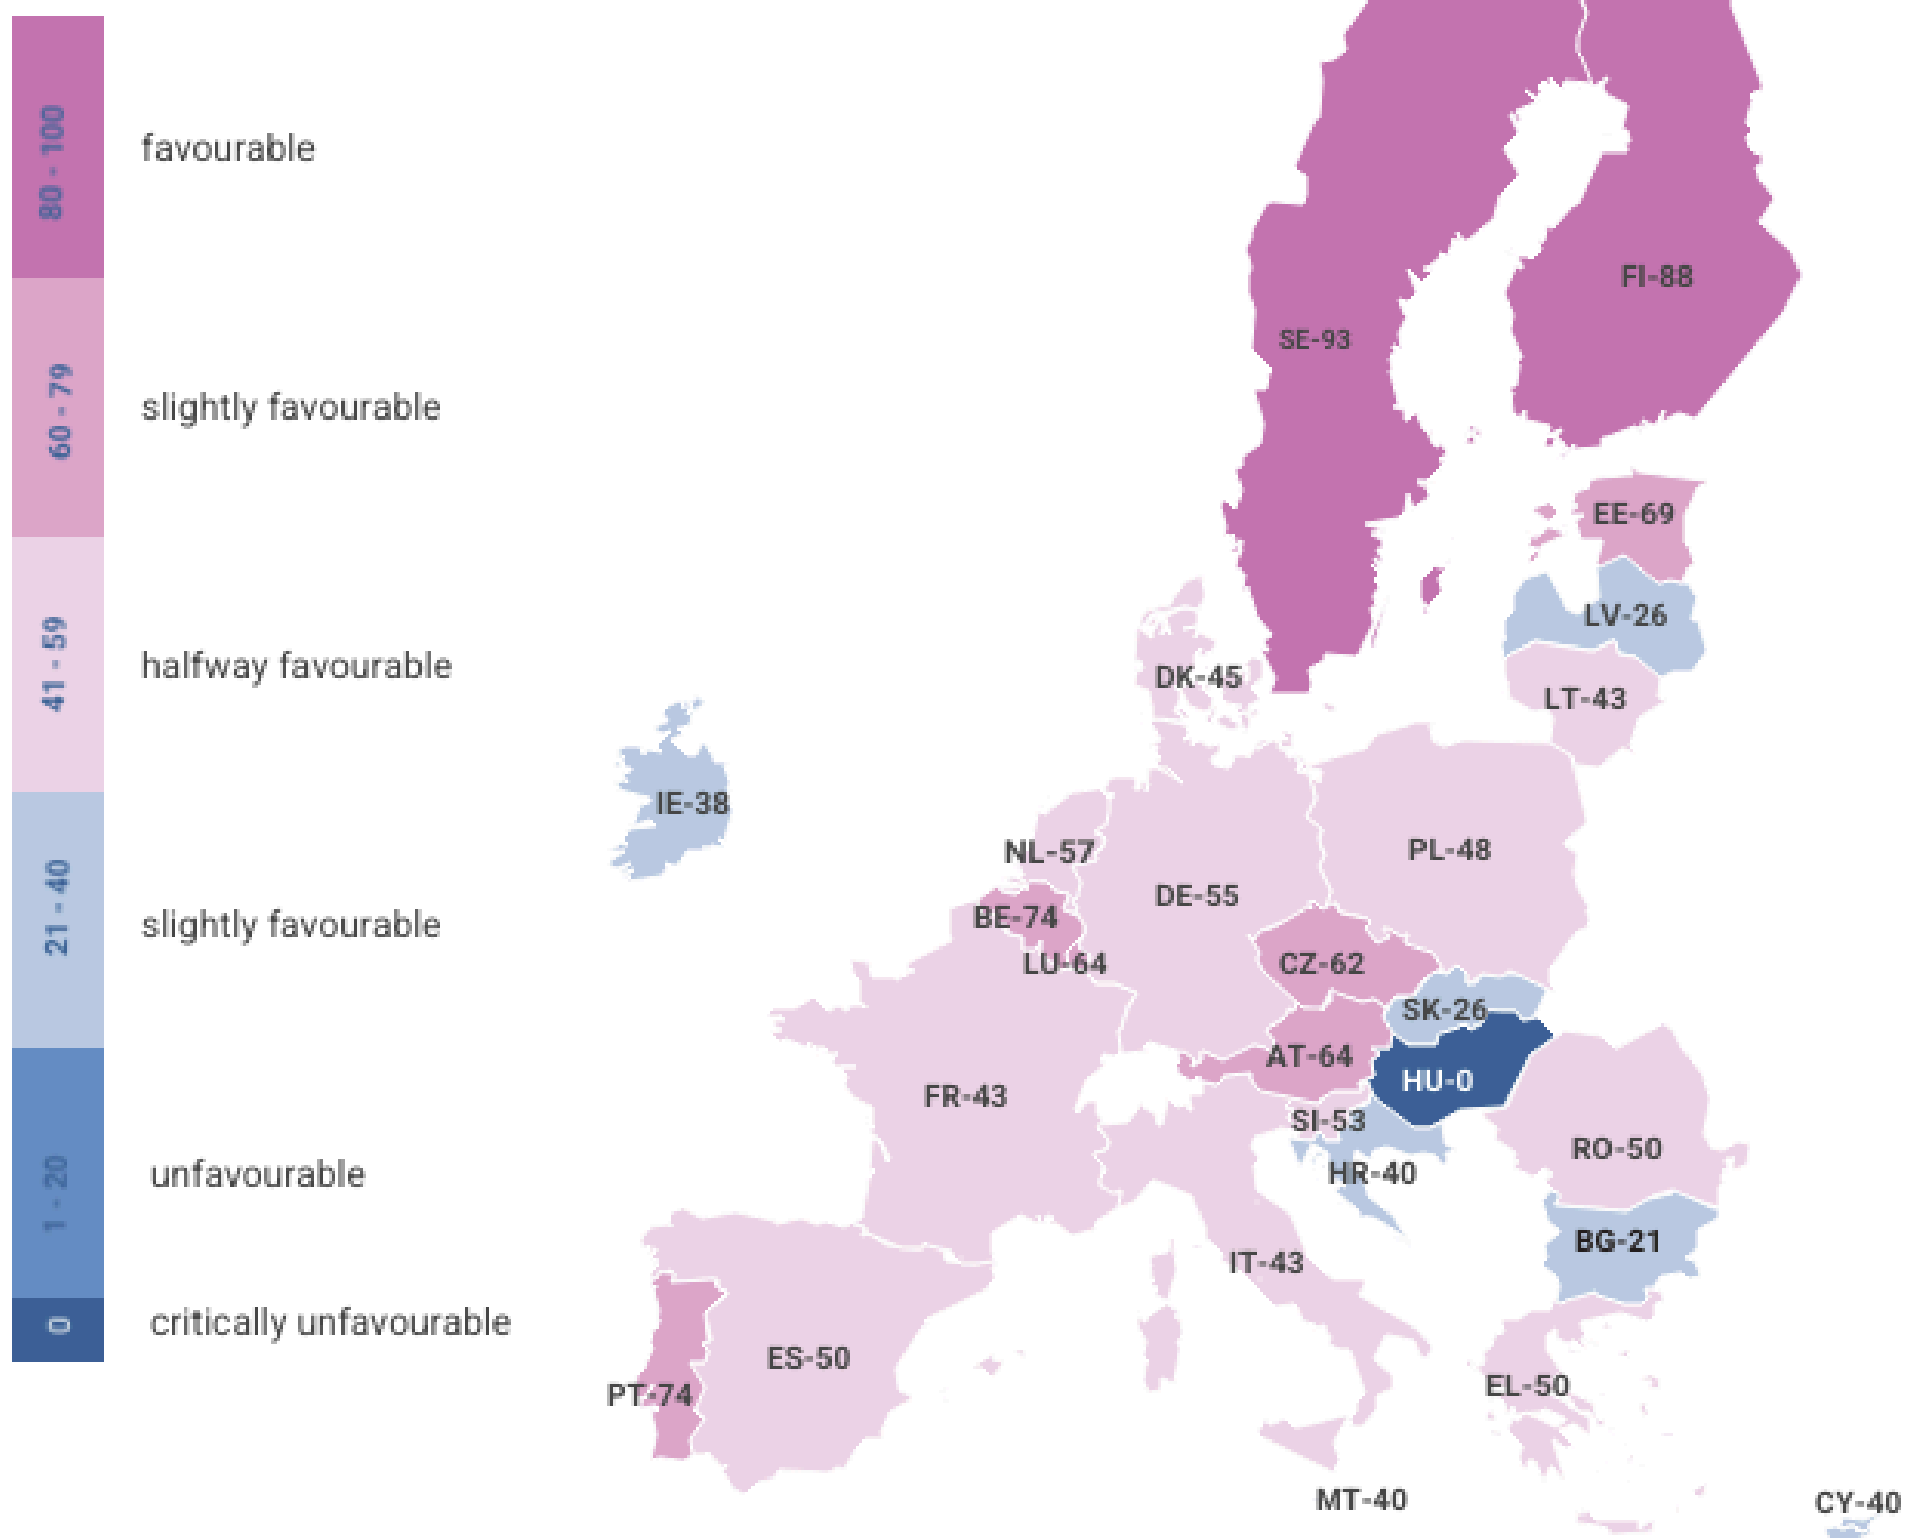 80 - 100
favourable
60 - 79
slightly favourable
41 - 59
halfway favourable
21 - 40
slightly favourable
1 - 20
unfavourable
0
critically unfavourable
FI-88
SE-93
EE-69
LV-26
DK-45
LT-43
IE-38
NL-57
PL-48
DE-55
BE-74
LU-64
CZ-62
SK-26
AT-64
HU-0
FR-43
SI-53
RO-50
HR-40
BG-21
IT-43
ES-50
EL-50
PT-74
MT-40
CY-40